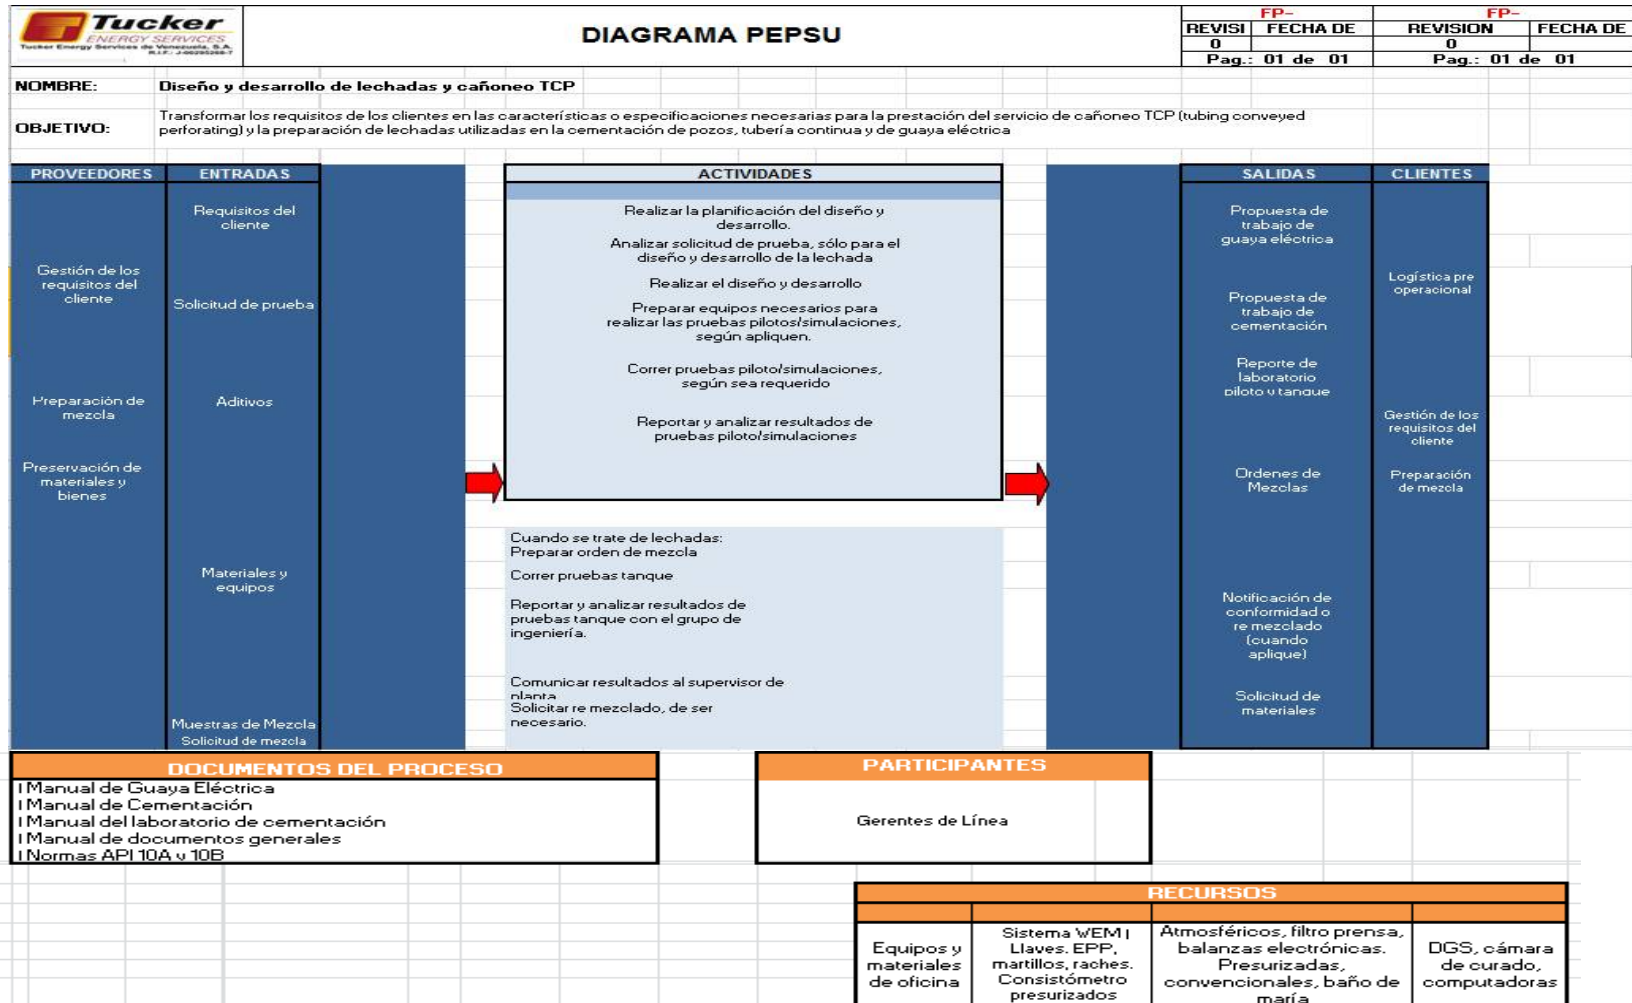 Tucker
ENERGY SERVICES
Tucker Energy Services de Venezuela, S.A.
R.I.F.: J-00295268-7
DIAGRAMA PEPSU
FP- FP-
REVISI FECHA DE REVISION FECHA DE
0 0
Pag.: 01 de 01 Pag.: 01 de 01
NOMBRE: Diseño y desarrollo de lechadas y cañoneo TCP
OBJETIVO: Transformar los requisitos de los clientes en las características o especificaciones necesarias para la prestación del servicio de cañoneo TCP (tubing conveyed
perforating) y la preparación de lechadas utilizadas en la cementación de pozos, tubería continua y de guaya eléctrica
PROVEEDORES
Gestión de los
requisitos del
cliente
Preparación de
mezcla
Preservación de
materiales y
bienes
ENTRADAS
Requisitos del
cliente
Solicitud de prueba
Aditivos
Materiales y
equipos
Muestras de Mezcla
Solicitud de mezcla
ACTIVIDADES
Realizar la planificación del diseño y
desarrollo.
Analizar solicitud de prueba, sólo para el
diseño y desarrollo de la lechada
Realizar el diseño y desarrollo
Preparar equipos necesarios para
realizar las pruebas pilotos/simulaciones,
según apliquen.
Correr pruebas piloto/simulaciones,
según sea requerido
Reportar y analizar resultados de
pruebas piloto/simulaciones
Cuando se trate de lechadas:
Preparar orden de mezcla
Correr pruebas tanque
Reportar y analizar resultados de
pruebas tanque con el grupo de
ingeniería.
Comunicar resultados al supervisor de
planta
Solicitar re mezclado, de ser
necesario.
SALIDAS
Propuesta de
trabajo de
guaya eléctrica
Propuesta de
trabajo de
cementación
Reporte de
laboratorio
piloto y tanque
Ordenes de
Mezclas
Notificación de
conformidad o
re mezclado
(cuando
aplique)
Solicitud de
materiales
CLIENTES
Logística pre
operacional
Gestión de los
requisitos del
cliente
Preparación
de mezcla
DOCUMENTOS DEL PROCESO
l Manual de Guaya Eléctrica
l Manual de Cementación
l Manual del laboratorio de cementación
l Manual de documentos generales
l Normas API 10A y 10B
PARTICIPANTES
Gerentes de Línea
RECURSOS
Equipos y
materiales
de oficina
Sistema WEM |
Llaves. EPP,
martillos, raches.
Consistómetro
presurizados
Atmosféricos, filtro prensa,
balanzas electrónicas.
Presurizadas,
convencionales, baño de
maría
DGS, cámara
de curado,
computadoras